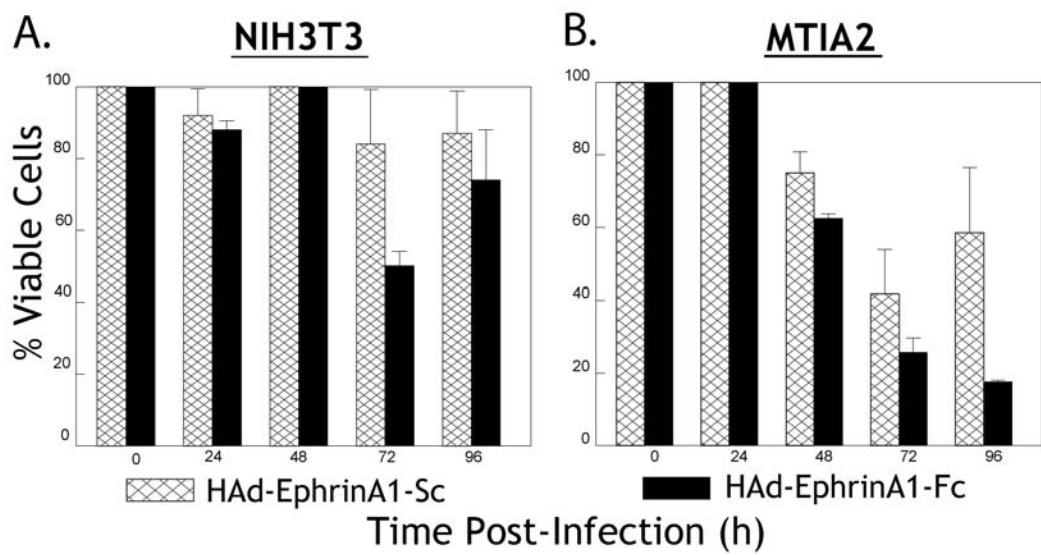 A.
NIH3T3
B.
MTIA2
% Viable Cells
100
80
60
40
20
0
0 24 48 72 96
100
80
60
40
20
0
0 24 48 72 96
HAd-EphrinA1-Sc
HAd-EphrinA1-Fc
Time Post-Infection (h)